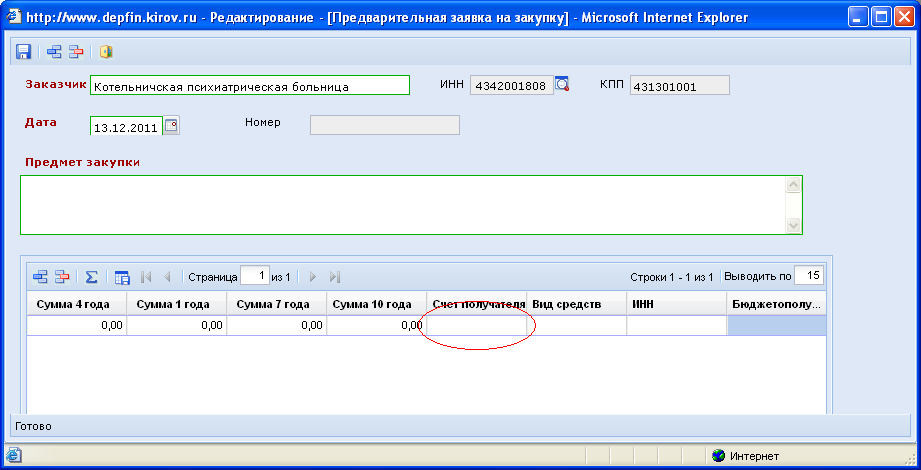 http://www.depfin.kirov.ru - Редактирование - [Предварительная заявка на закупку] - Microsoft Internet Explorer
Заказчик Котельничская психиатрическая больница ИНН 4342001808 КПП 431301001
Дата 13.12.2011 Номер
Предмет закупки
Страница 1 из 1 Строки 1 - 1 из 1 Выводить по 15
Сумма 4 года Сумма 1 года Сумма 7 года Сумма 10 года Счет получателя Вид средств ИНН Бюджетополу...
0,00 0,00 0,00 0,00
Готово
Интернет